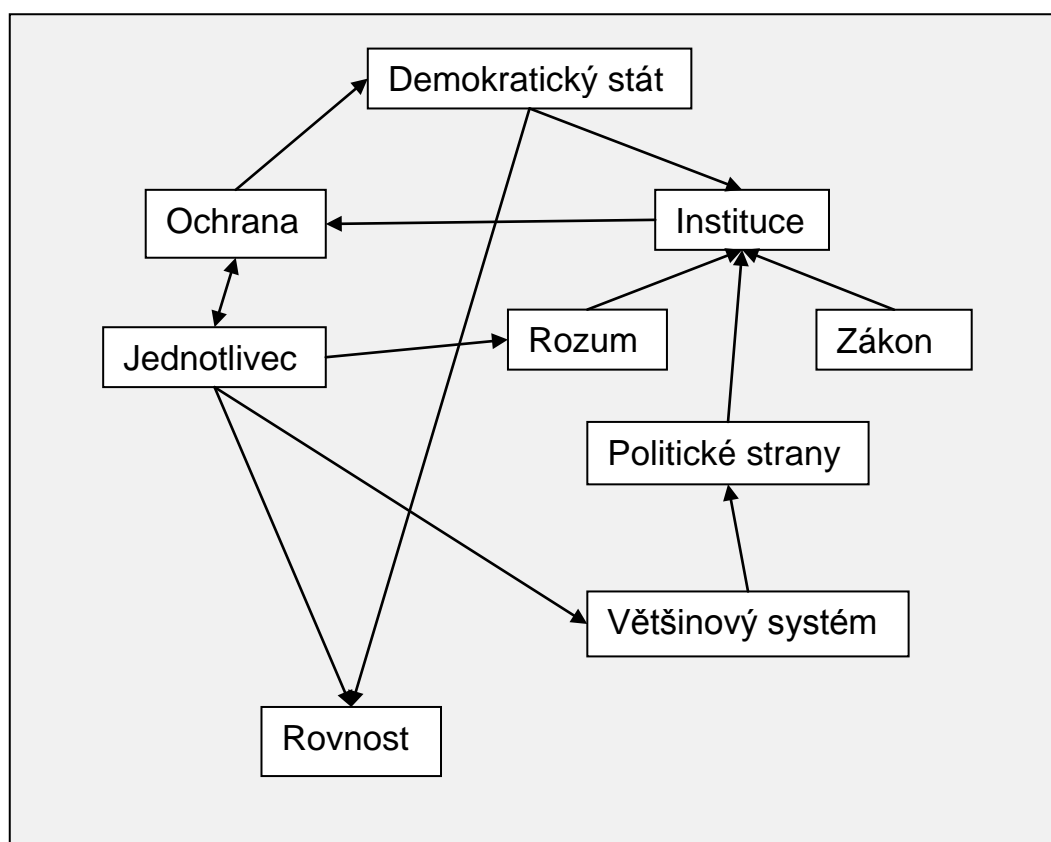 Demokratický stát
Ochrana
Instituce
Jednotlivec
Rozum
Zákon
Politické strany
Většinový systém
Rovnost